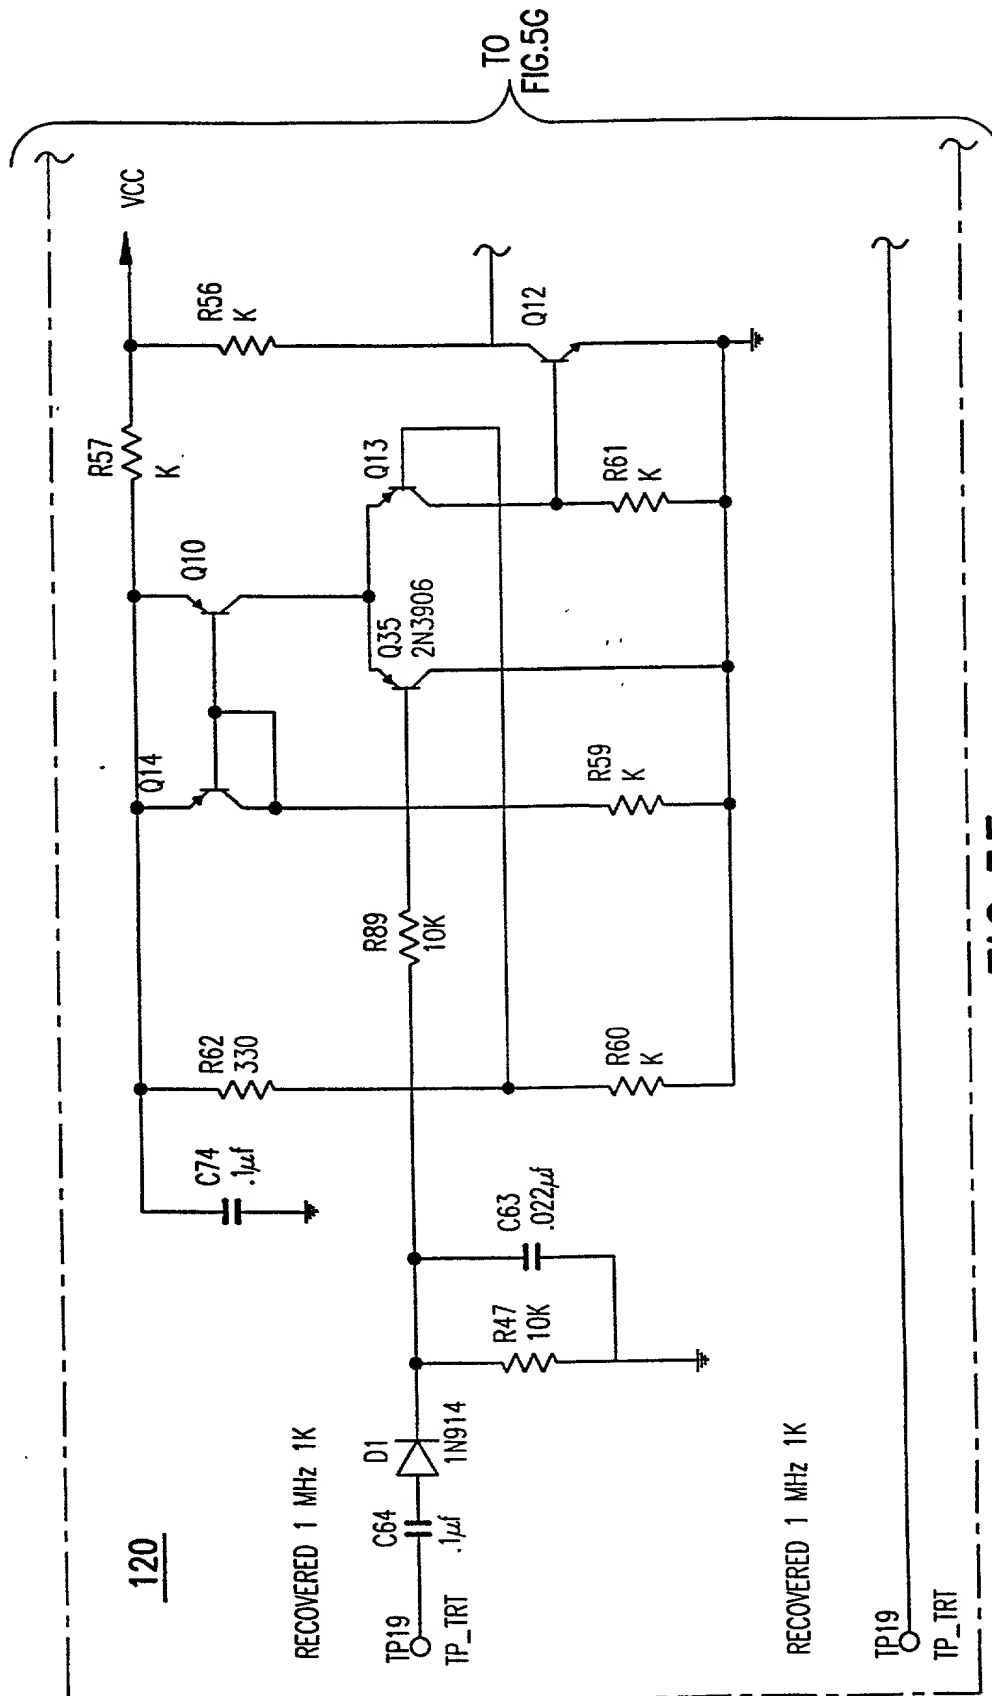 120
RECOVERED 1 MHz 1K
TP19
TP_TRT
C64
.1µf
D1
1N914
R47
10K
C63
.022µf
C74
.1µf
R62
330
R60
K
R89
10K
Q14
R59
K
Q10
Q35
2N3906
Q13
R57
K
R61
K
R56
K
Q12
VCC
RECOVERED 1 MHz 1K
TP19
TP_TRT
TO
FIG.5G